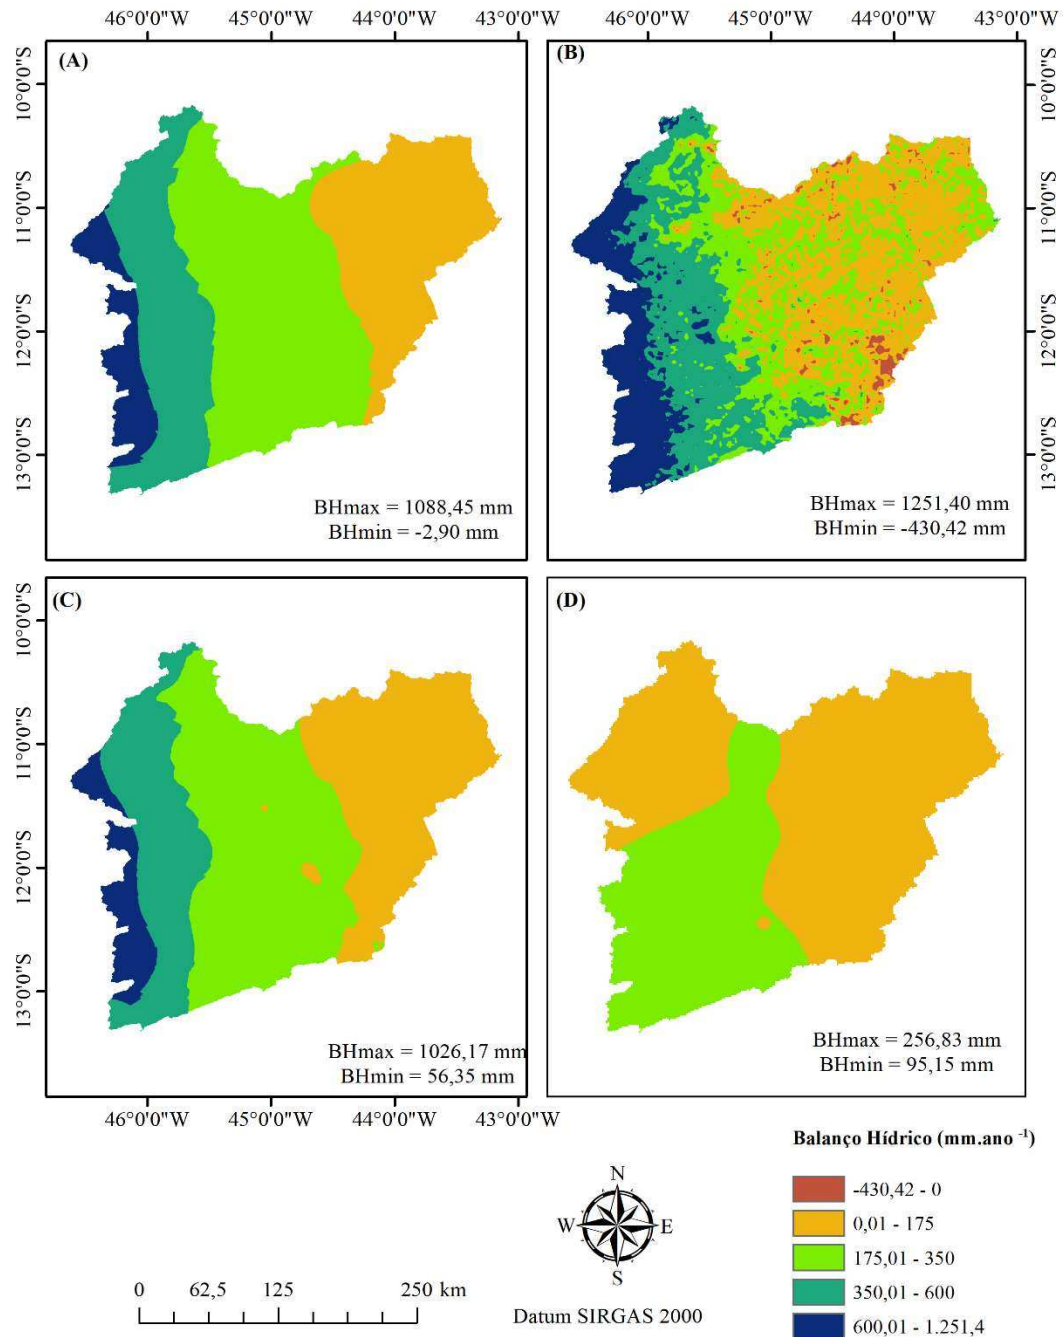 46°0'0"W 45°0'0"W 44°0'0"W 43°0'0"W 46°0'0"W 45°0'0"W 44°0'0"W 43°0'0"W
(A)
10°0'0"S
11°0'0"S
12°0'0"S
13°0'0"S
BHmax = 1088,45 mm
BHmin = -2,90 mm
(B)
10°0'0"S
11°0'0"S
12°0'0"S
13°0'0"S
BHmax = 1251,40 mm
BHmin = -430,42 mm
(C)
10°0'0"S
11°0'0"S
12°0'0"S
13°0'0"S
BHmax = 1026,17 mm
BHmin = 56,35 mm
(D)
BHmax = 256,83 mm
BHmin = 95,15 mm
46°0'0"W 45°0'0"W 44°0'0"W 43°0'0"W
Balanço Hídrico (mm.ano ⁻¹)
-430,42 - 0
0,01 - 175
175,01 - 350
350,01 - 600
600,01 - 1.251,4
N
W E
S
0 62,5 125 250 km
Datum SIRGAS 2000